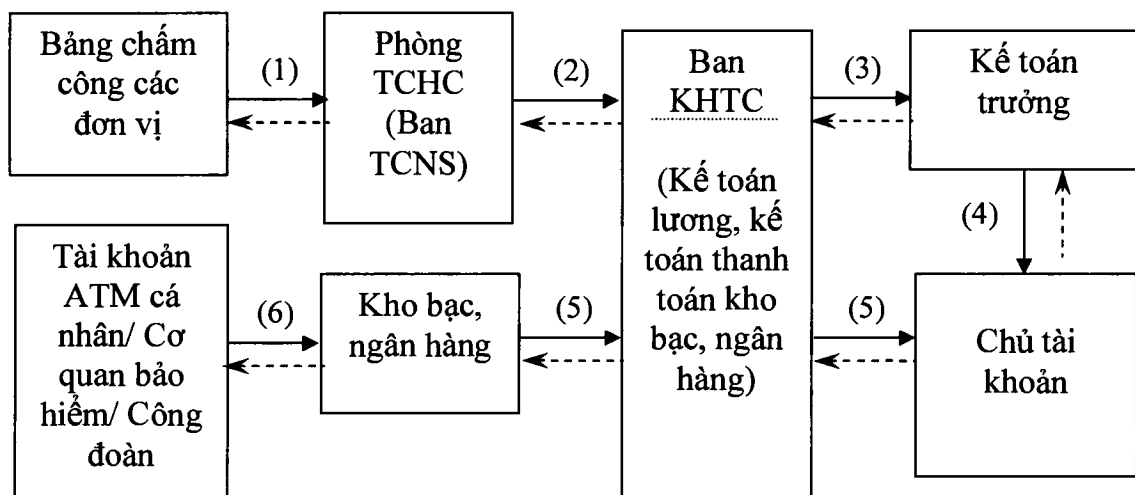 Bảng chấm
công các
đơn vị
(1)
Phòng
TCHC
(Ban
TCNS)
(2)
Ban
KHTC
(Kế toán
lương, kế
toán thanh
toán kho
bạc, ngân
hàng)
(3)
Kế toán
trưởng
(4)
Tài khoản
ATM cá
nhân/ Cơ
quan bảo
hiểm/ Công
đoàn
(6)
Kho bạc,
ngân hàng
(5)
(5)
Chủ tài
khoản